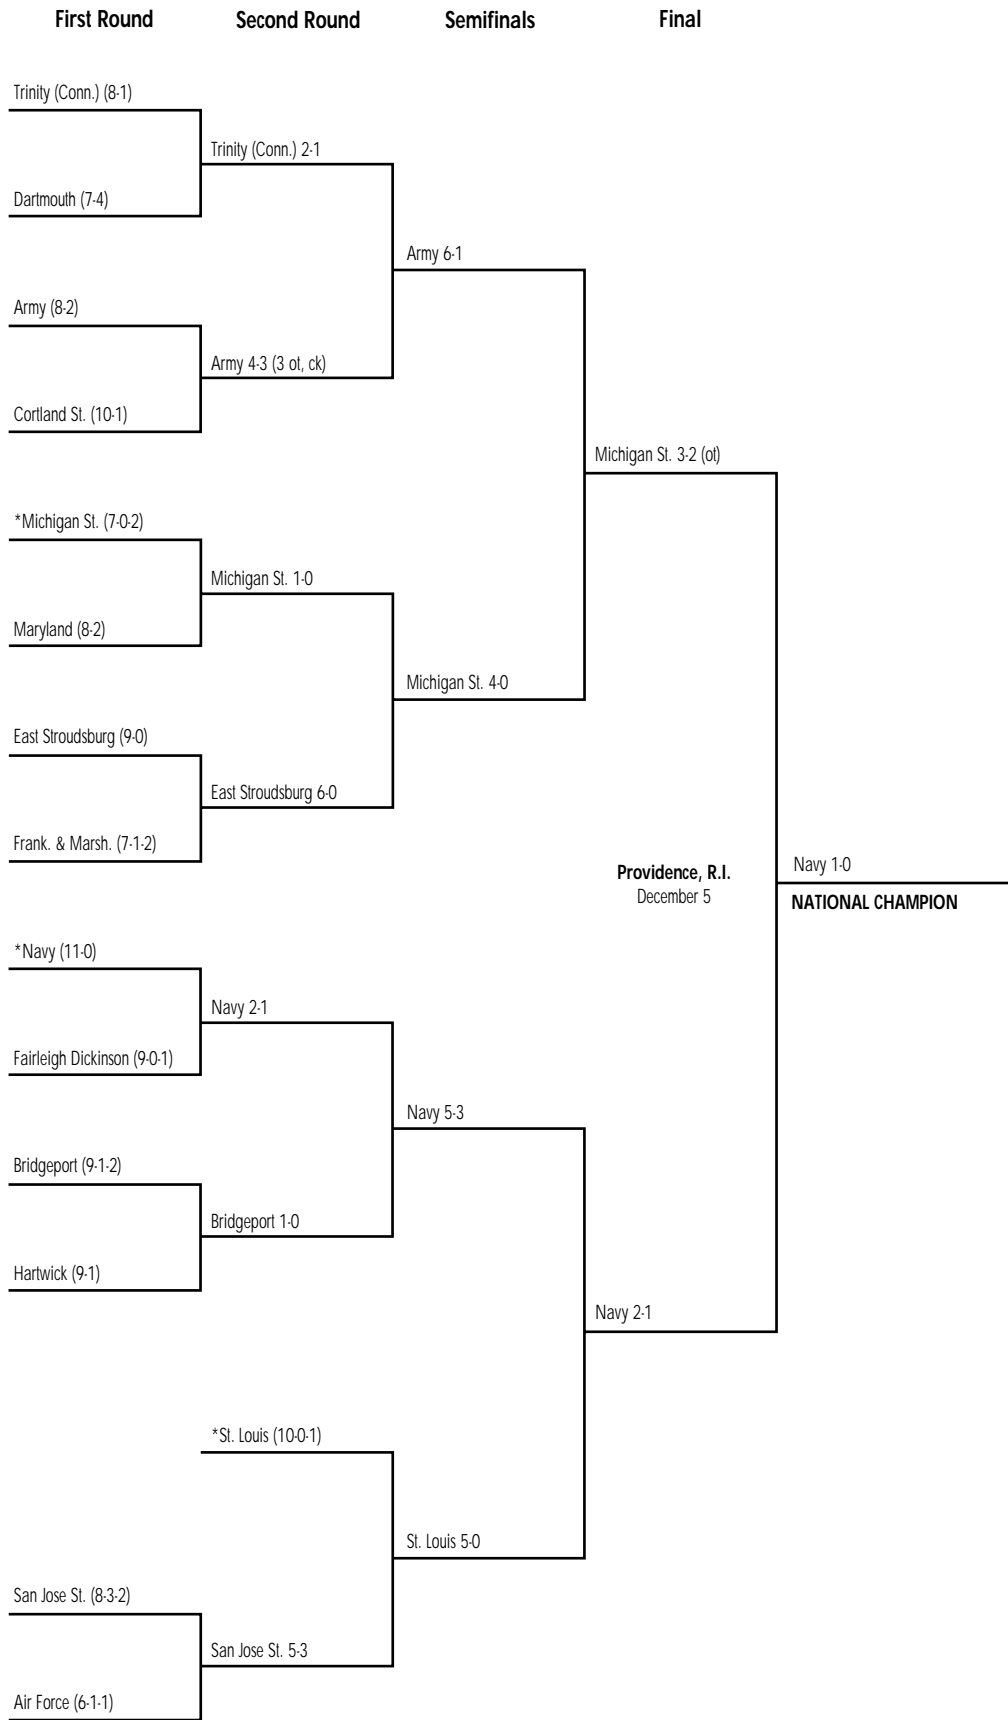 First Round
Second Round
Semifinals
Final
Trinity (Conn.) (8-1)
Trinity (Conn.) 2-1
Dartmouth (7-4)
Army 6-1
Army (8-2)
Army 4-3 (3 ot, ck)
Cortland St. (10-1)
Michigan St. 3-2 (ot)
*Michigan St. (7-0-2)
Michigan St. 1-0
Maryland (8-2)
Michigan St. 4-0
East Stroudsburg (9-0)
East Stroudsburg 6-0
Frank. & Marsh. (7-1-2)
Providence, R.I.
December 5
Navy 1-0
NATIONAL CHAMPION
*Navy (11-0)
Navy 2-1
Fairleigh Dickinson (9-0-1)
Navy 5-3
Bridgeport (9-1-2)
Bridgeport 1-0
Hartwick (9-1)
Navy 2-1
*St. Louis (10-0-1)
St. Louis 5-0
San Jose St. (8-3-2)
San Jose St. 5-3
Air Force (6-1-1)